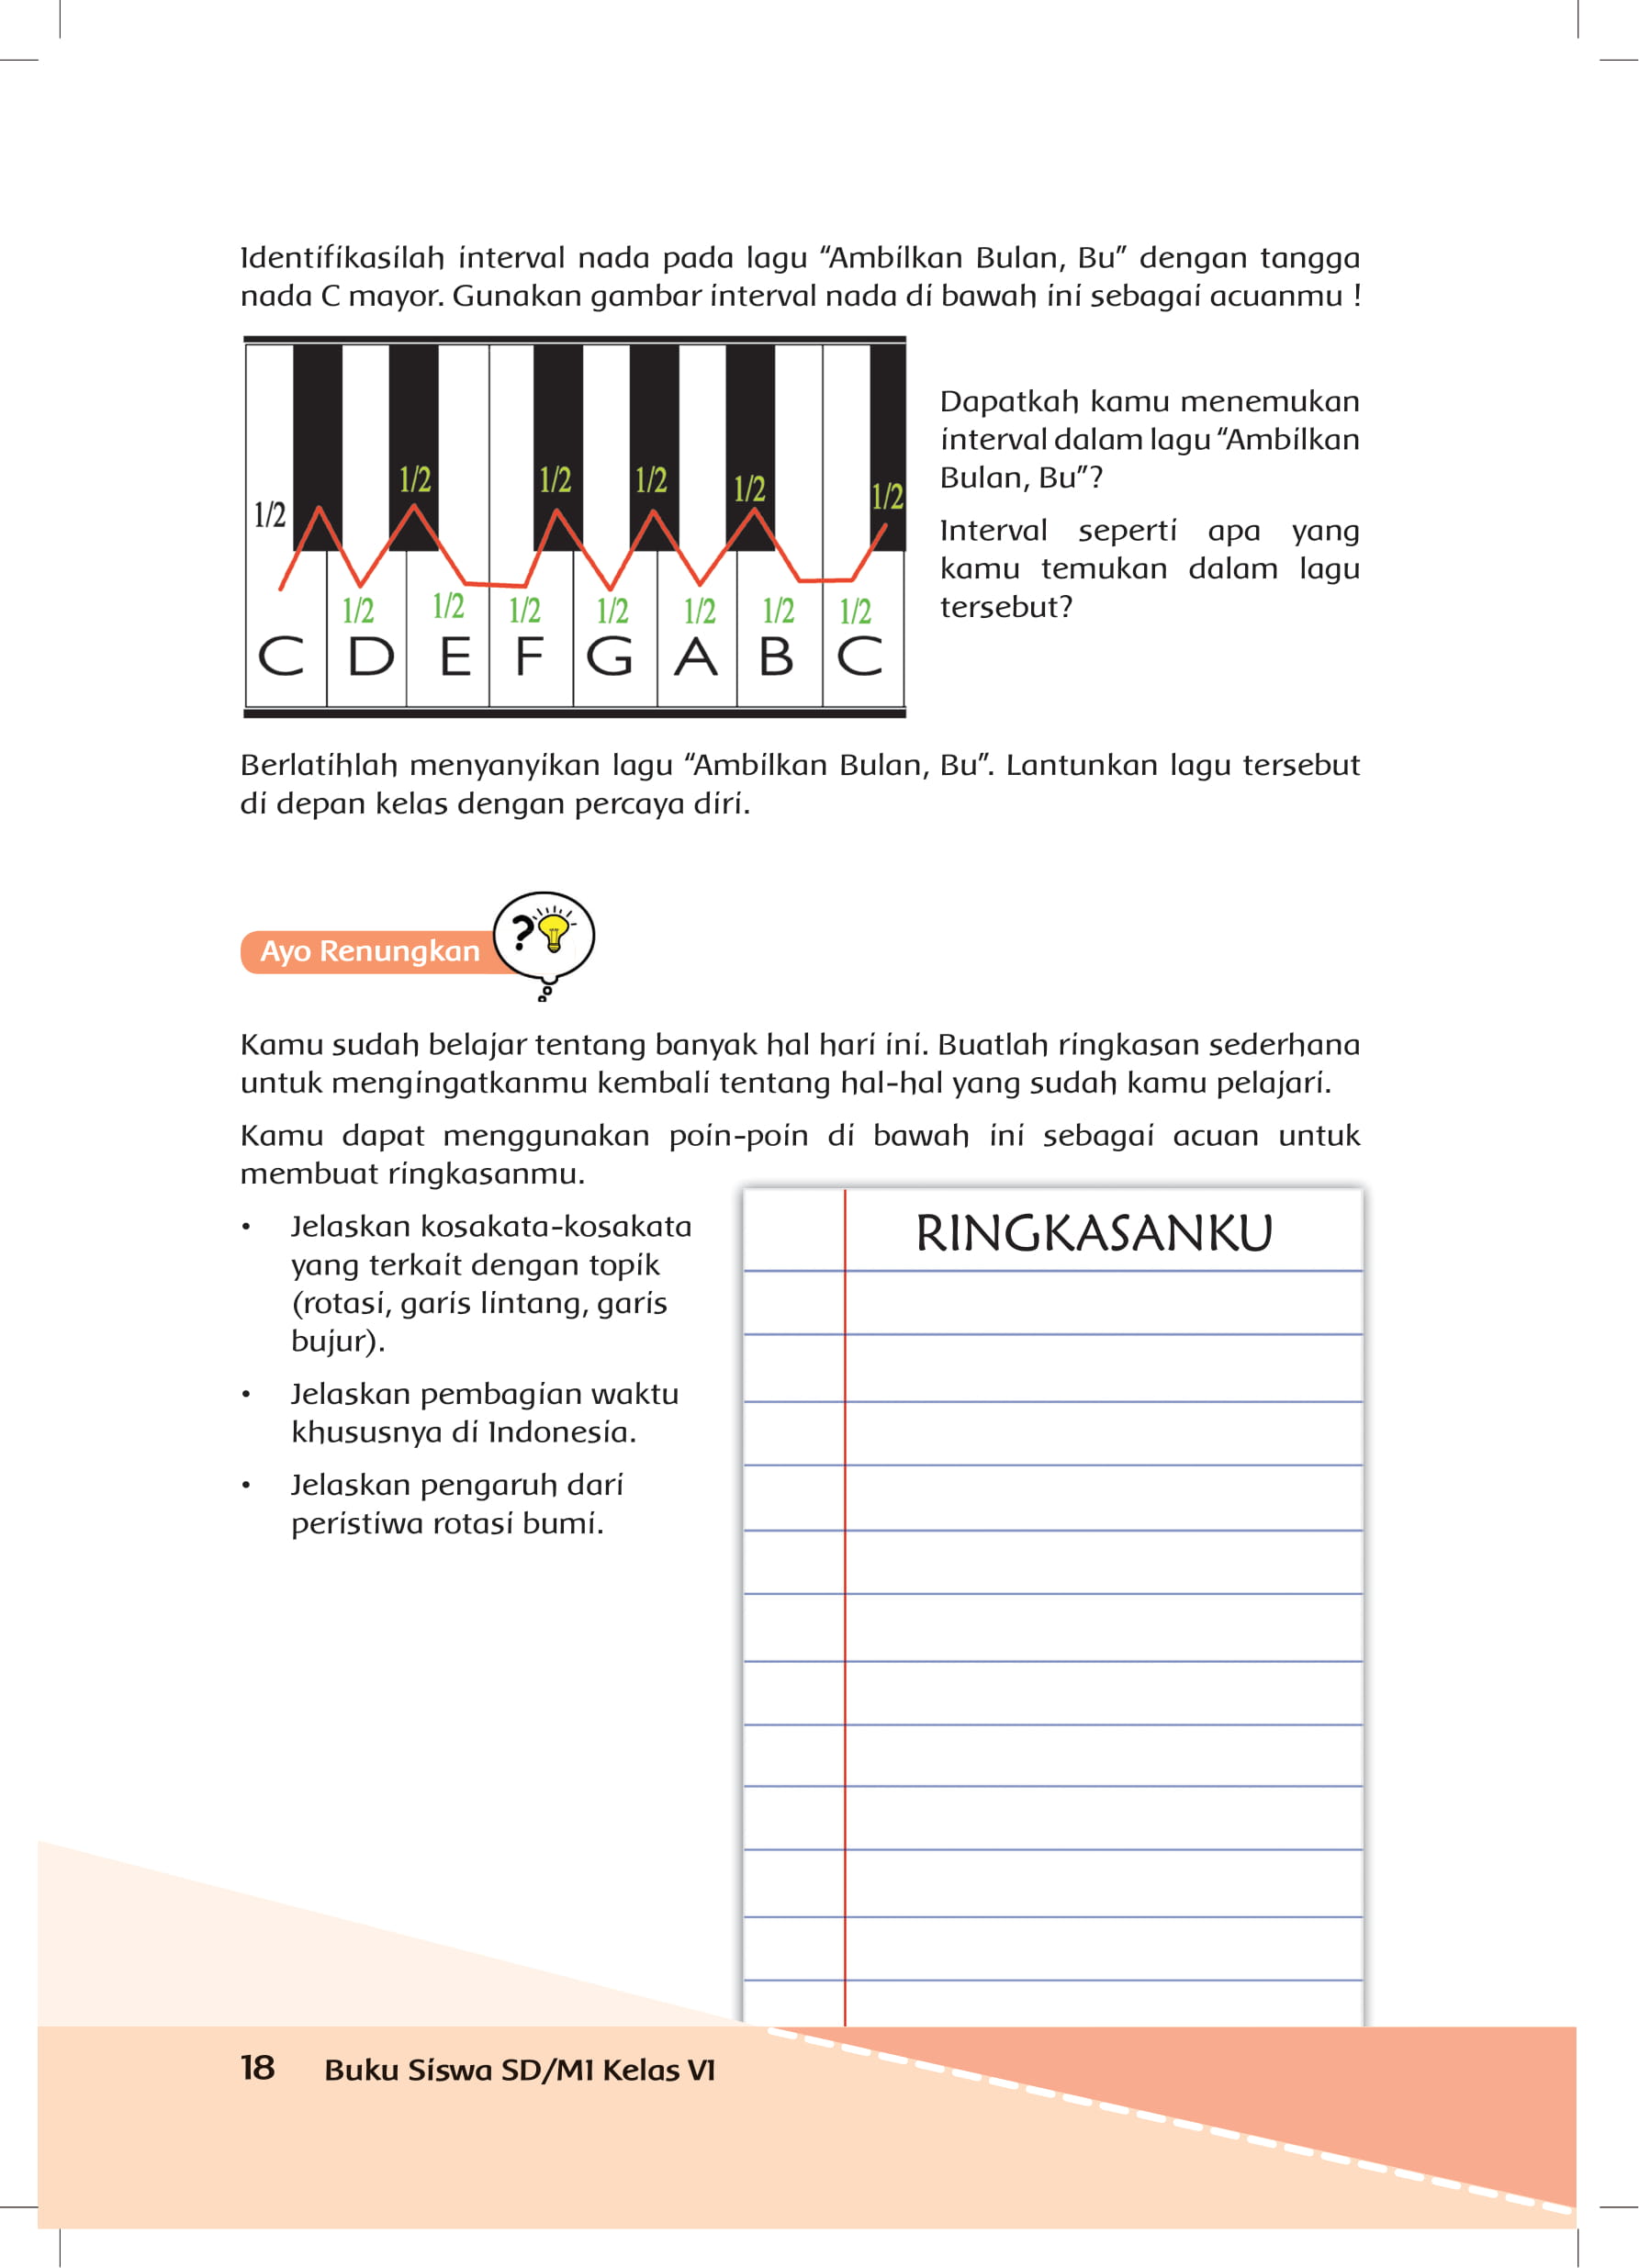 Identifikasilah interval nada pada lagu “Ambilkan Bulan, Bu” dengan tangga
nada C mayor. Gunakan gambar interval nada di bawah ini sebagai acuanmu !
1/2
1/2
1/2
1/2
1/2
1/2
1/2
1/2
1/2
1/2
1/2
1/2
1/2
C D E F G A B C
Dapatkah kamu menemukan
interval dalam lagu “Ambilkan
Bulan, Bu”?
Interval seperti apa yang
kamu temukan dalam lagu
tersebut?
Berlatihlah menyanyikan lagu “Ambilkan Bulan, Bu”. Lantunkan lagu tersebut
di depan kelas dengan percaya diri.
Ayo Renungkan
?
Kamu sudah belajar tentang banyak hal hari ini. Buatlah ringkasan sederhana
untuk mengingatkanmu kembali tentang hal-hal yang sudah kamu pelajari.
Kamu dapat menggunakan poin-poin di bawah ini sebagai acuan untuk
membuat ringkasanmu.
• Jelaskan kosakata-kosakata
yang terkait dengan topik
(rotasi, garis lintang, garis
bujur).
• Jelaskan pembagian waktu
khususnya di Indonesia.
• Jelaskan pengaruh dari
peristiwa rotasi bumi.
RINGKASANKU
18 Buku Siswa SD/MI Kelas VI